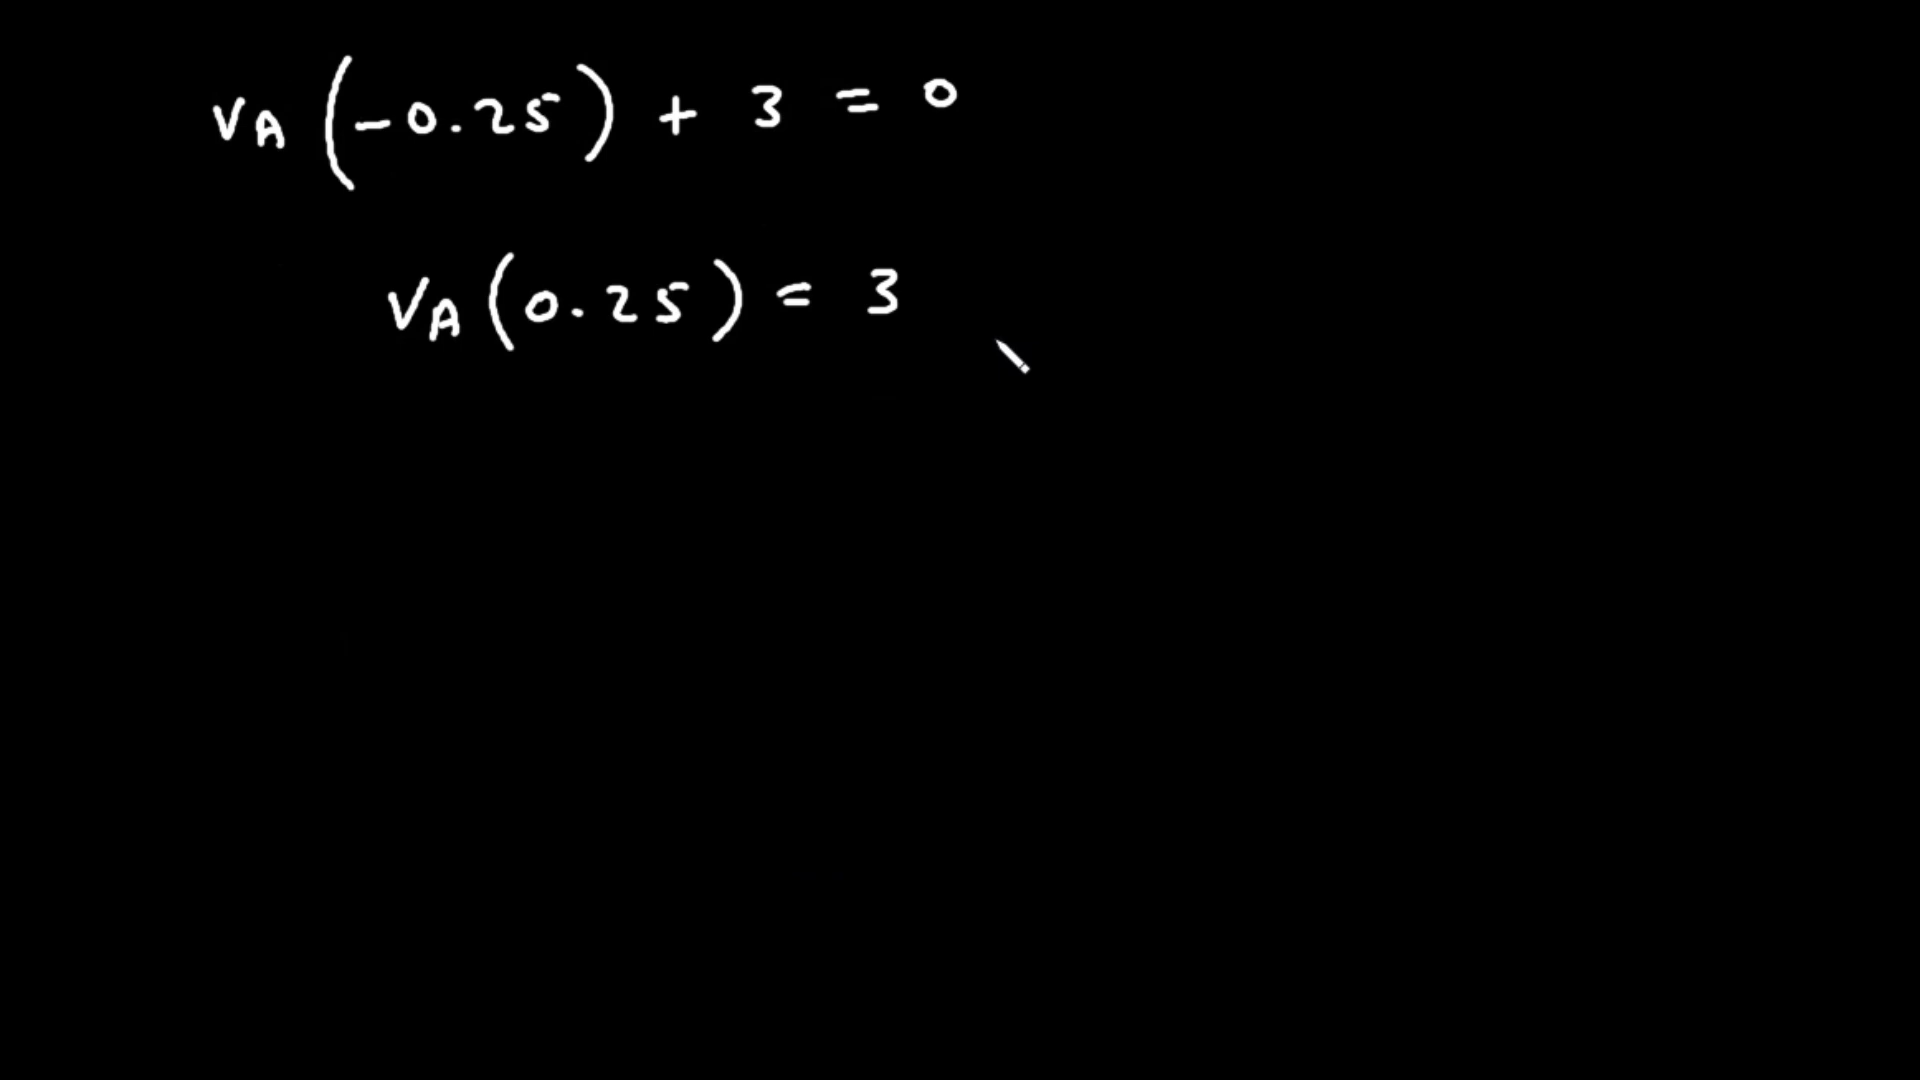 VA (-0.25) + 3 = 0
VA (0.25) = 3